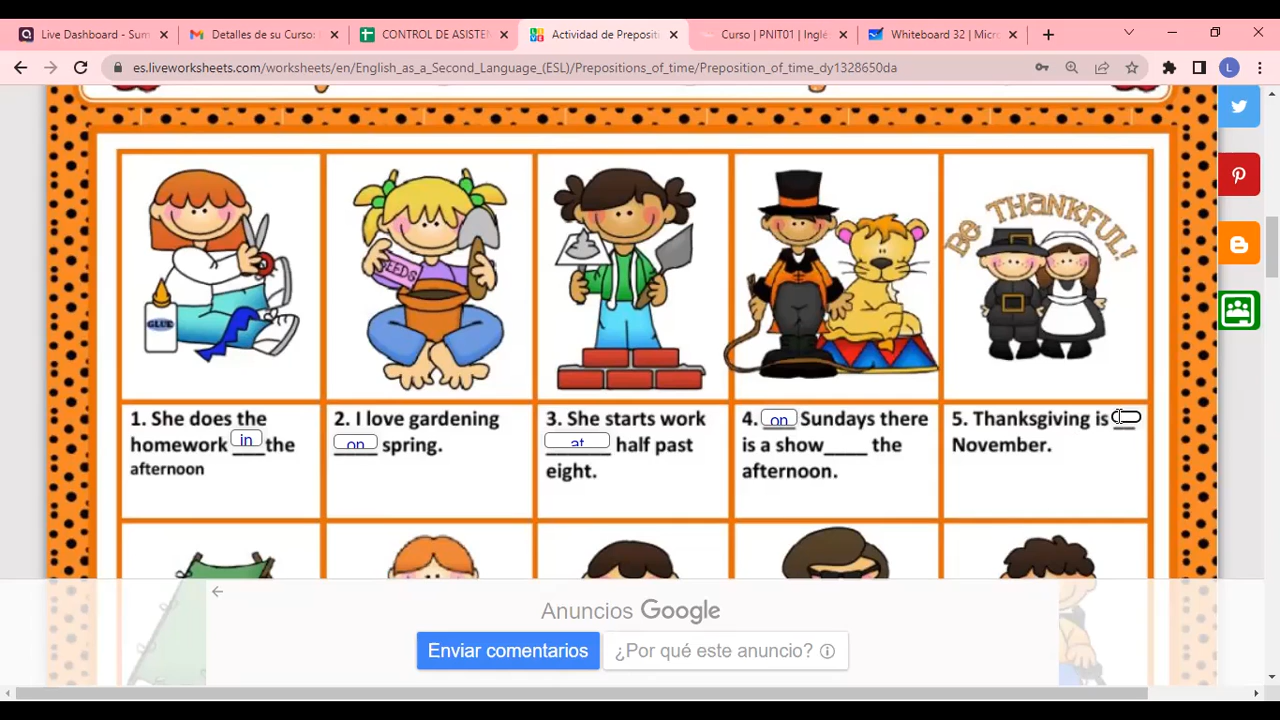 Live Dashboard - Sum
Detalles de su Curso:
CONTROL DE ASISTEN
Actividad de Preposit
Curso | PNIT01 | Inglé
Whiteboard 32 | Micr
es.liveworksheets.com/worksheets/en/English_as_a_Second_Language_(ESL)/Prepositions_of_time/Preposition_of_time_dy1328650da
L
GLUE
SEEDS
BE THANKFUL!
1. She does the
homework in the
afternoon
2. I love gardening
on spring.
3. She starts work
at half past
eight.
4. on Sundays there
is a show____ the
afternoon.
5. Thanksgiving is __
November.
Anuncios Google
Enviar comentarios
¿Por qué este anuncio?